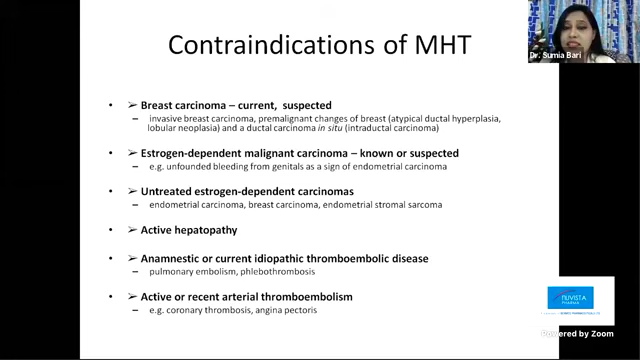 Contraindications of MHT
Dr. Sumia Bari
• ➢ Breast carcinoma – current, suspected
– invasive breast carcinoma, premalignant changes of breast (atypical ductal hyperplasia,
lobular neoplasia) and a ductal carcinoma in situ (intraductal carcinoma)
• ➢ Estrogen-dependent malignant carcinoma – known or suspected
– e.g. unfounded bleeding from genitals as a sign of endometrial carcinoma
• ➢ Untreated estrogen-dependent carcinomas
– endometrial carcinoma, breast carcinoma, endometrial stromal sarcoma
• ➢ Active hepatopathy
• ➢ Anamnestic or current idiopathic thromboembolic disease
– pulmonary embolism, phlebothrombosis
• ➢ Active or recent arterial thromboembolism
– e.g. coronary thrombosis, angina pectoris
NUVISTA
PHARMA
Powered by Zoom